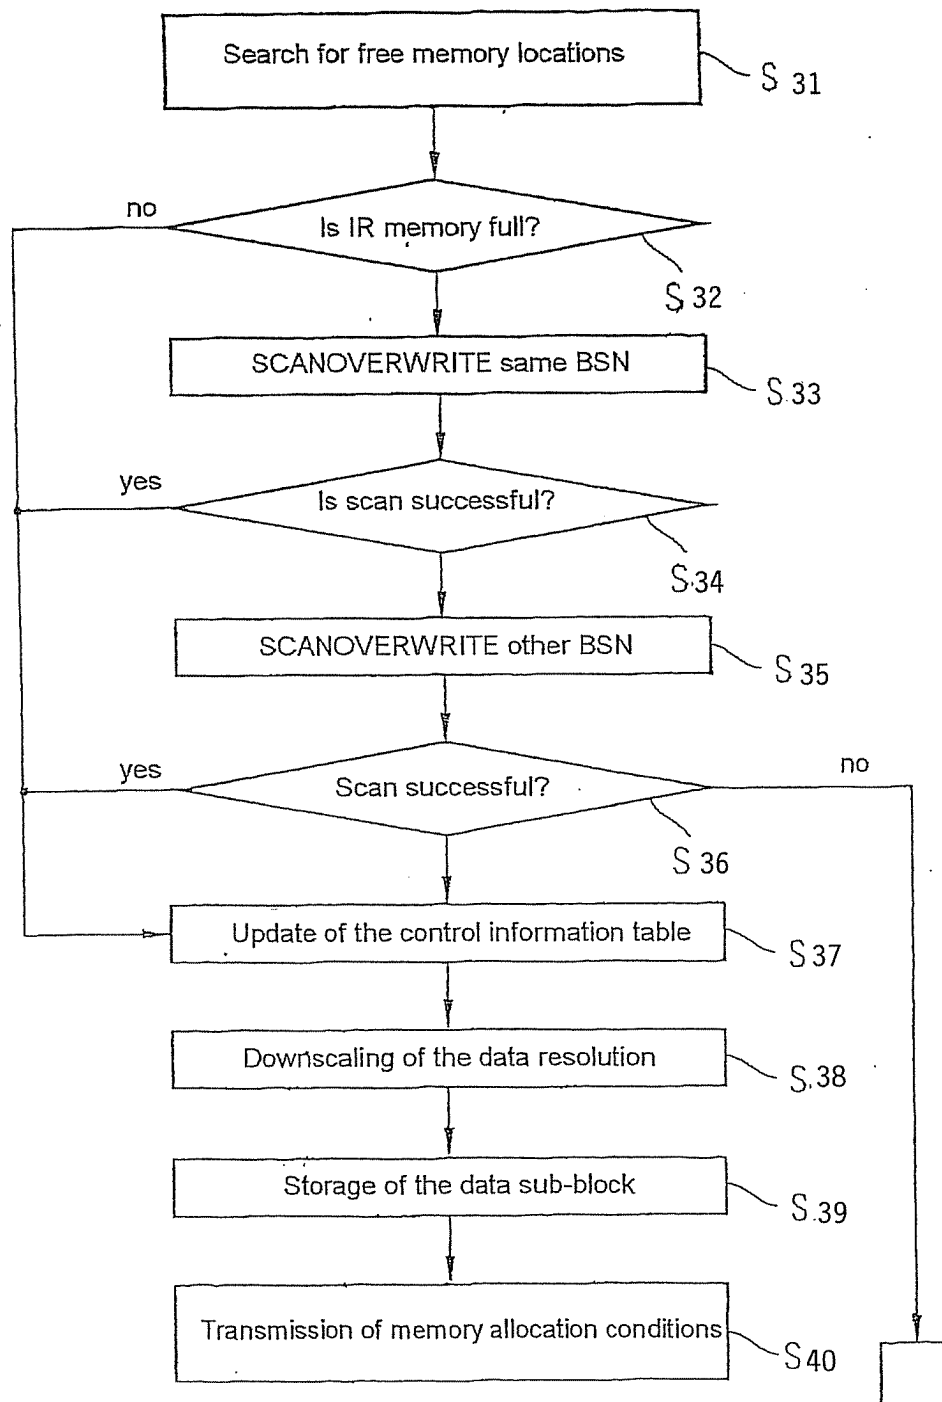 Search for free memory locations
S 31
no
Is IR memory full?
S 32
SCANOVERWRITE same BSN
S 33
yes
Is scan successful?
S 34
SCANOVERWRITE other BSN
S 35
yes
no
Scan successful?
S 36
Update of the control information table
S 37
Downscaling of the data resolution
S 38
Storage of the data sub-block
S 39
Transmission of memory allocation conditions
S 40